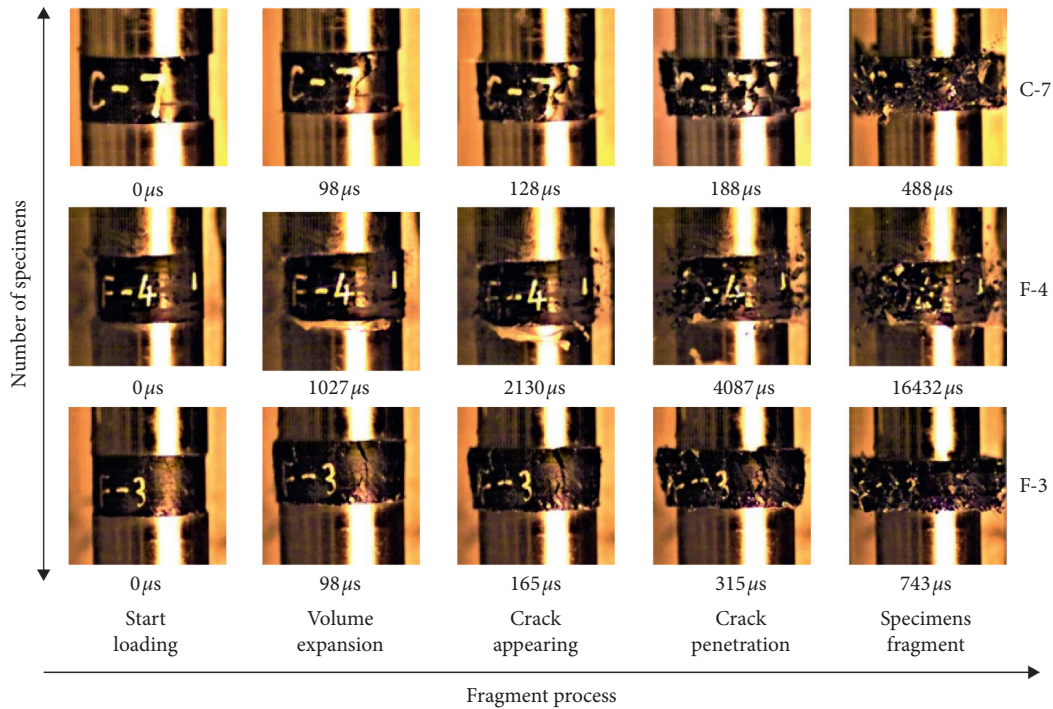 C-7
C-7
C-7
C-7
C-7
0 μs
98 μs
128 μs
188 μs
488 μs
F-4
F-4
F-4
-4
F-4
0 μs
1027 μs
2130 μs
4087 μs
16432 μs
F-3
F-3
F-3
F-3
F-3
0 μs
98 μs
165 μs
315 μs
743 μs
Start
loading
Volume
expansion
Crack
appearing
Crack
penetration
Specimens
fragment
Fragment process
Number of specimens